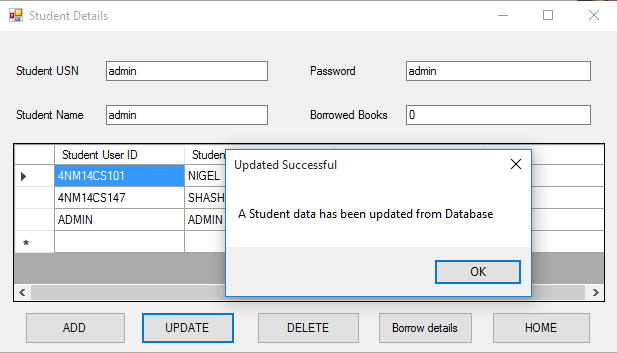 Student Details
Student USN admin Password admin
Student Name admin Borrowed Books 0
Student User ID Studen
4NM14CS101 NIGEL
4NM14CS147 SHASH
ADMIN ADMIN
*
Updated Successful
A Student data has been updated from Database
OK
ADD UPDATE DELETE Borrow details HOME